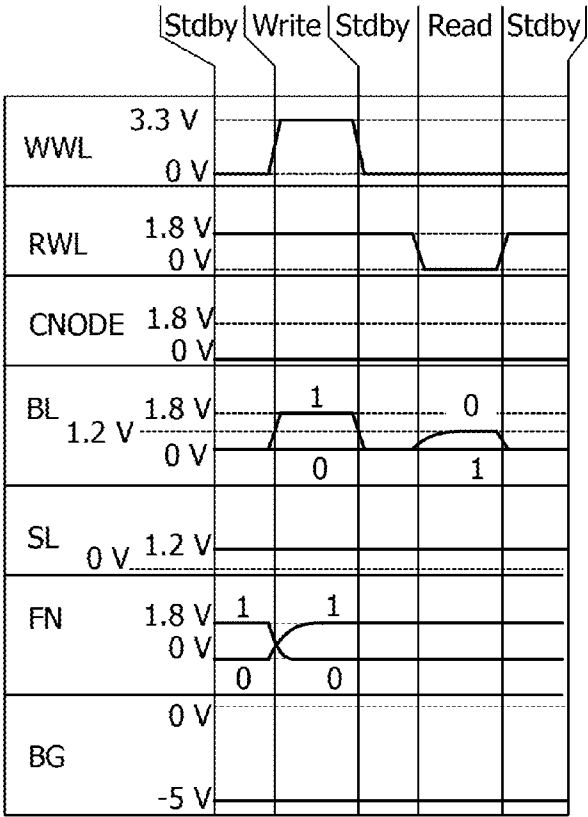 Stdby Write Stdby Read Stdby
WWL 3.3 V
0 V
RWL 1.8 V
0 V
CNODE 1.8 V
0 V
BL 1.8 V 1 0
1.2 V
0 V 0 1
SL 1.2 V
0 V
FN 1.8 V 1 1
0 V
0 0
0 V
BG
-5 V